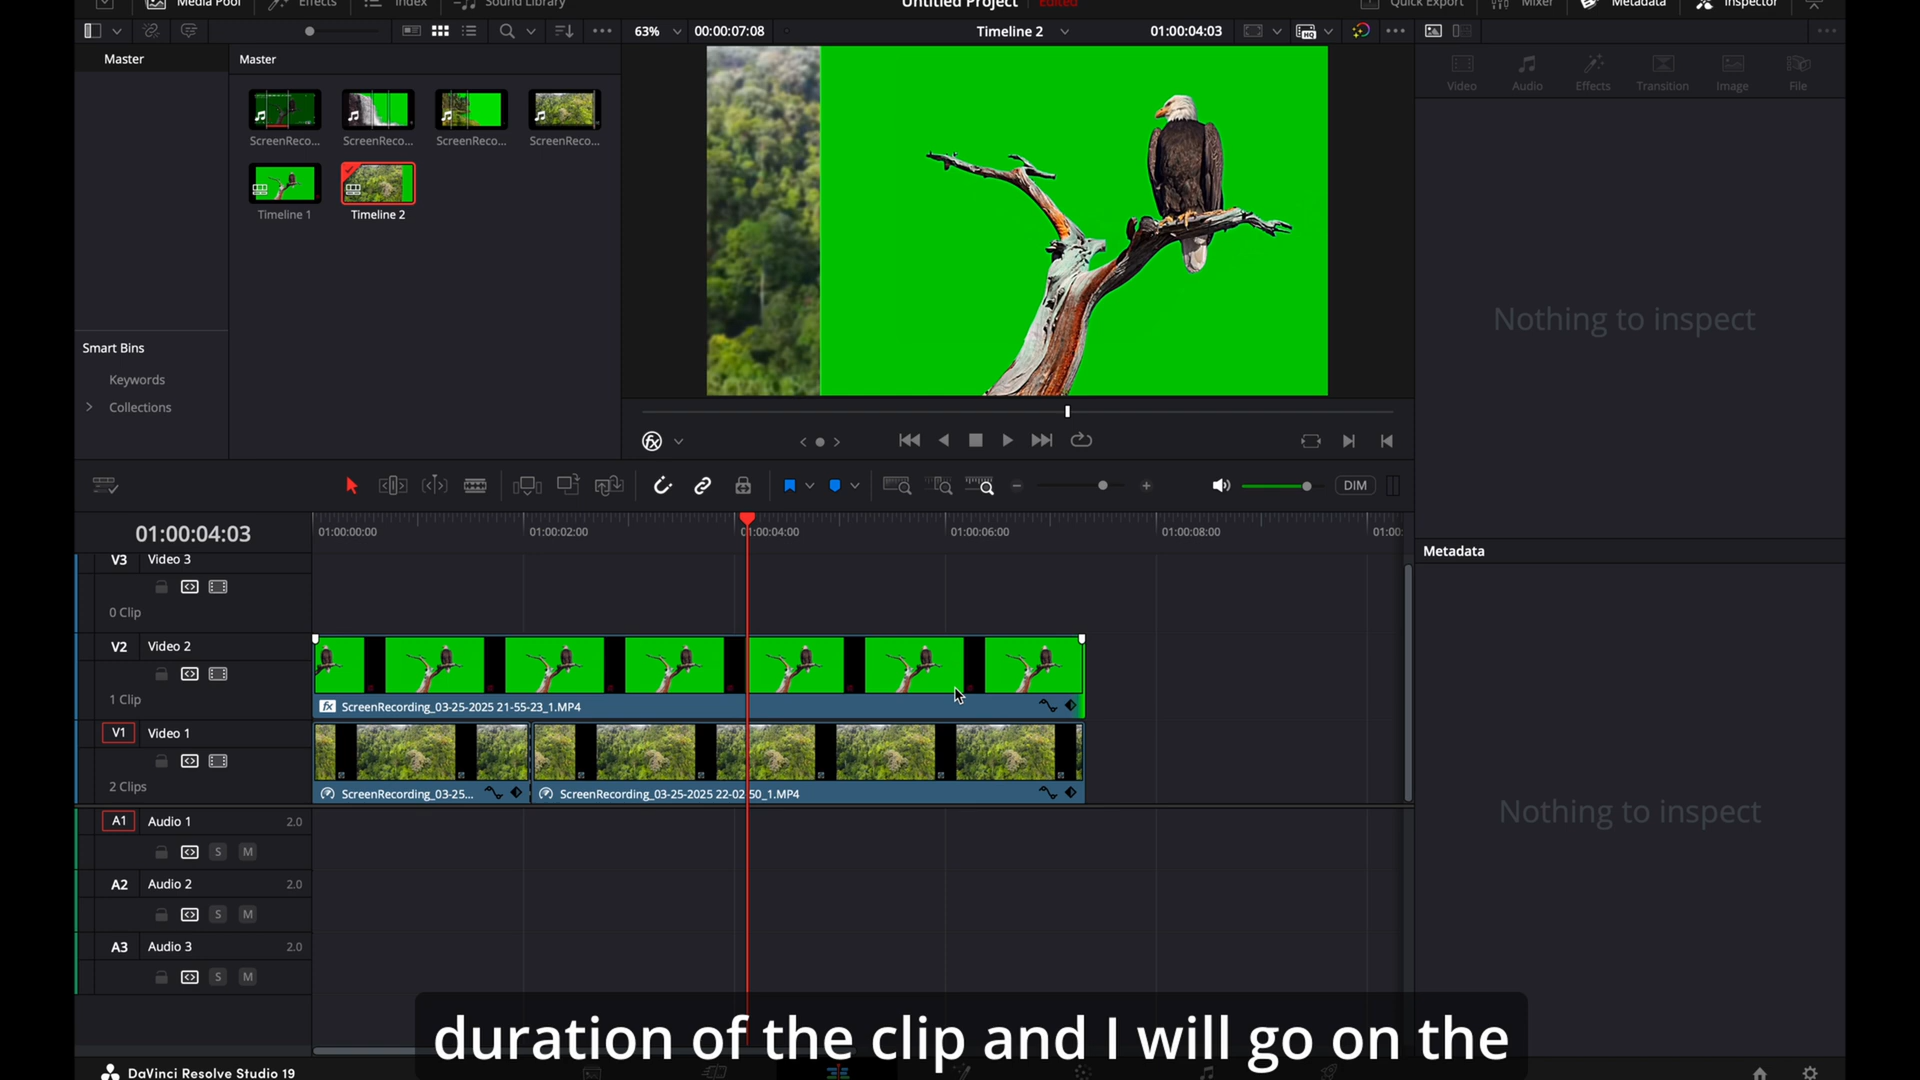 Media Pool
Effects
Index
Sound Library
Untitled Project
Edited
Quick Export
Mixer
Metadata
Inspector
63%
00:00:07:08
Timeline 2
01:00:04:03
Master
Master
ScreenReco...
ScreenReco...
ScreenReco...
ScreenReco...
Timeline 1
Timeline 2
Smart Bins
Keywords
Collections
Video
Audio
Effects
Transition
Image
File
Nothing to inspect
DIM
01:00:04:03
01:00:00:00
01:00:02:00
01:00:04:00
01:00:06:00
01:00:08:00
01:00:
V3 Video 3
0 Clip
V2 Video 2
1 Clip
fx ScreenRecording_03-25-2025 21-55-23_1.MP4
V1 Video 1
2 Clips
ScreenRecording_03-25...
ScreenRecording_03-25-2025 22-02-50_1.MP4
A1 Audio 1 2.0
S M
A2 Audio 2 2.0
S M
A3 Audio 3 2.0
S M
Metadata
Nothing to inspect
duration of the clip and I will go on the
DaVinci Resolve Studio 19